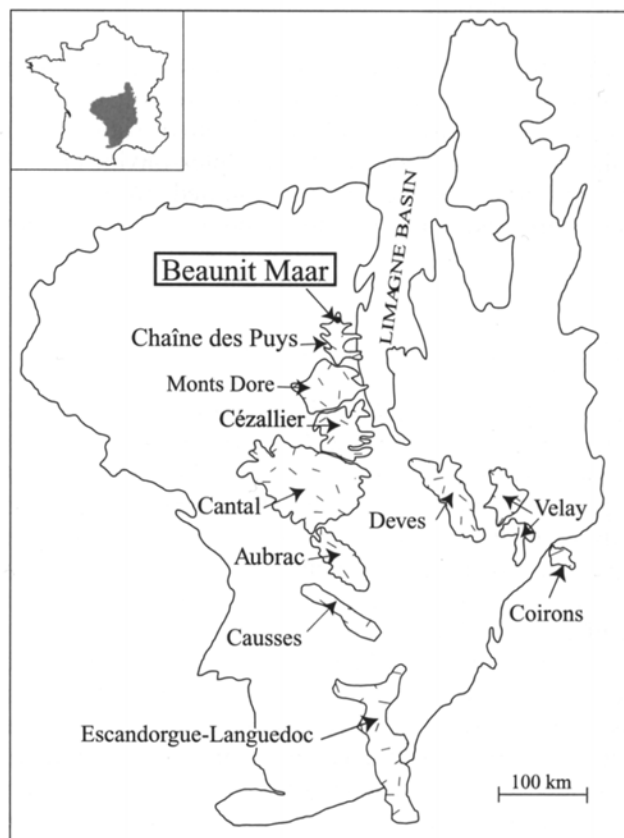 LIMAGNE BASIN
Beaunit Maar
Chaîne des Puys
Monts Dore
Cézallier
Cantal
Deves
Velay
Aubrac
Coirons
Causses
Escandorgue-Languedoc
100 km